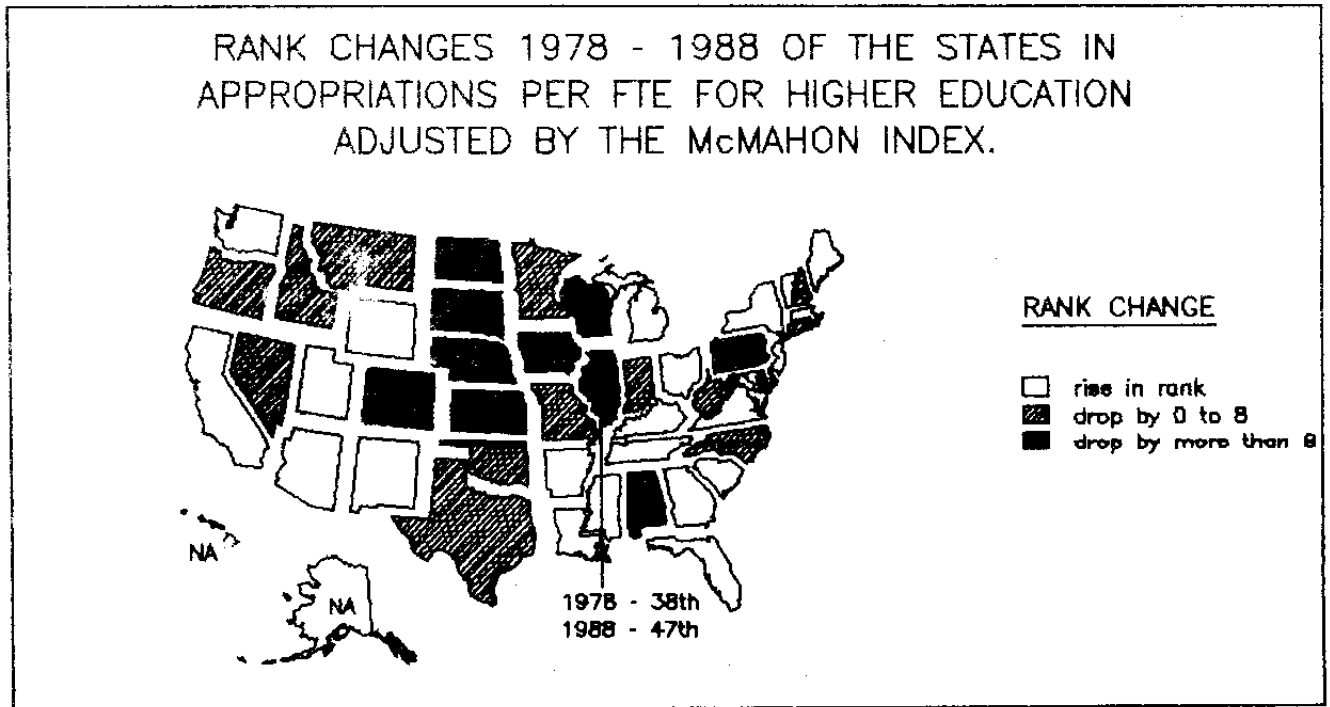 RANK CHANGES 1978 - 1988 OF THE STATES IN
APPROPRIATIONS PER FTE FOR HIGHER EDUCATION
ADJUSTED BY THE McMAHON INDEX.
RANK CHANGE
rise in rank
drop by 0 to 8
drop by more than 8
NA
NA
1978 - 38th
1988 - 47th